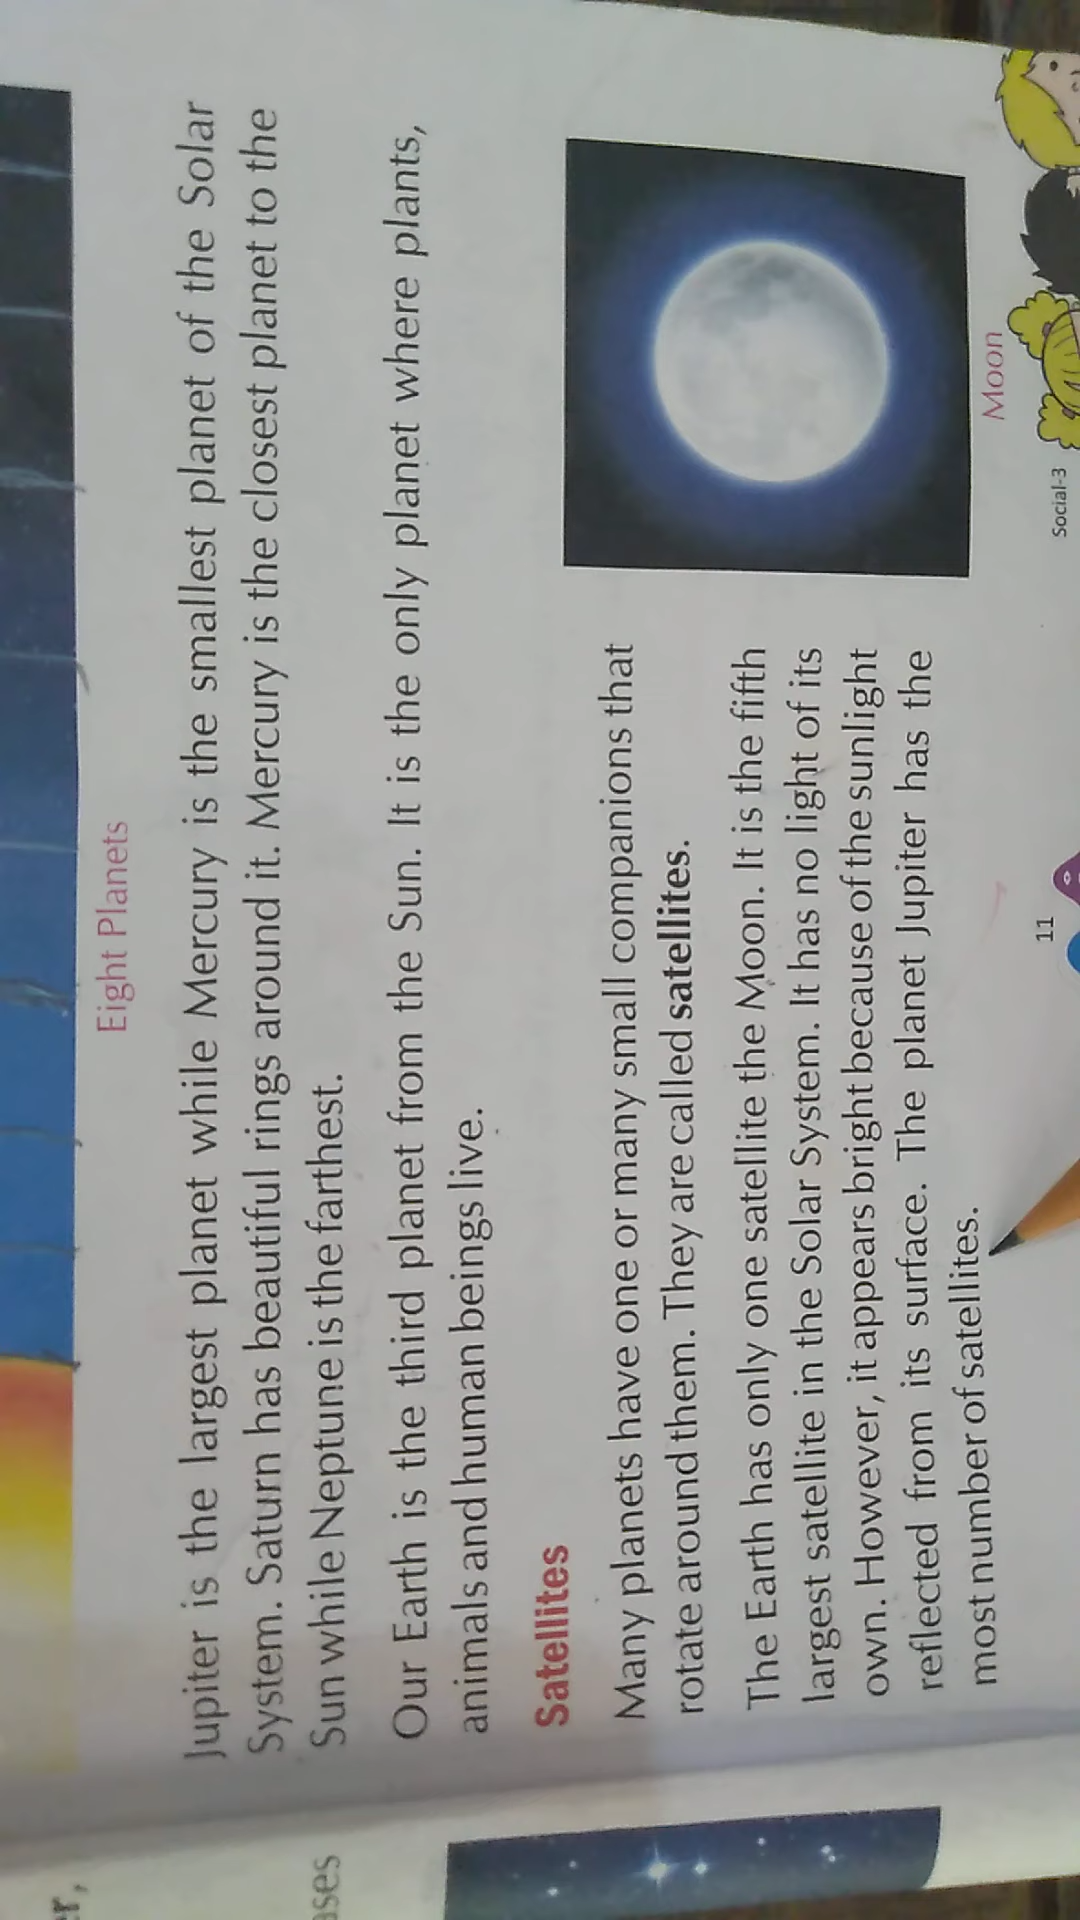 er,
ases
Eight Planets
Jupiter is the largest planet while Mercury is the smallest planet of the Solar
System. Saturn has beautiful rings around it. Mercury is the closest planet to the
Sun while Neptune is the farthest.
Our Earth is the third planet from the Sun. It is the only planet where plants,
animals and human beings live.
Satellites
Many planets have one or many small companions that
rotate around them. They are called satellites.
The Earth has only one satellite the Moon. It is the fifth
largest satellite in the Solar System. It has no light of its
own. However, it appears bright because of the sunlight
reflected from its surface. The planet Jupiter has the
most number of satellites.
Moon
11
Social-3